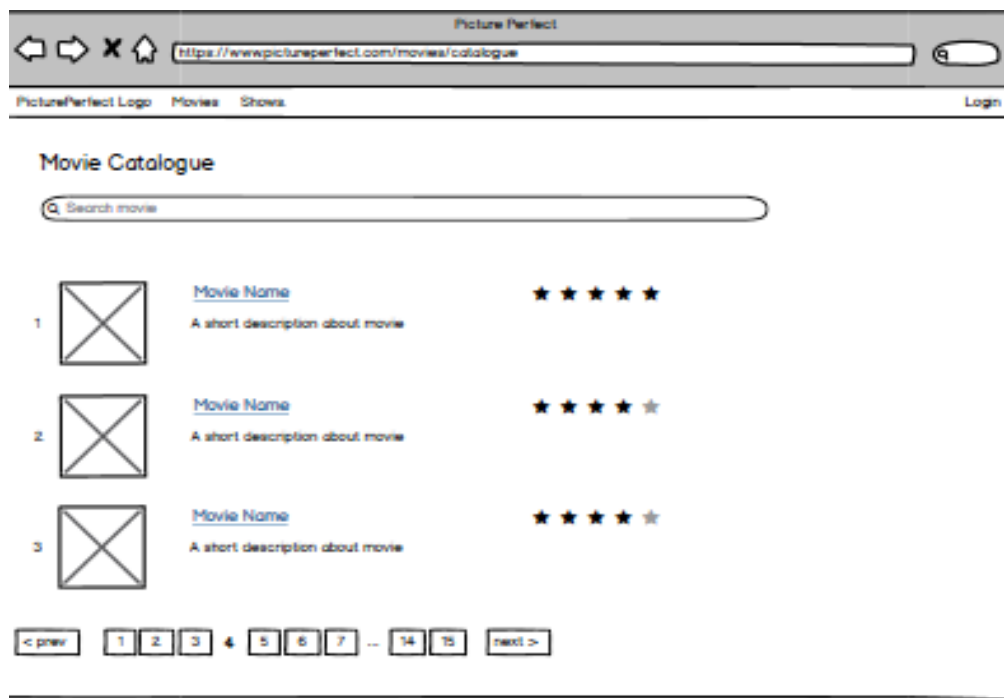 Picture Perfect
https://www.pictureperfect.com/movies/catalogue
PicturePerfect Logo Movies Shows Login
Movie Catalogue
Search movie
Movie Name
1 A short description about movie
Movie Name
2 A short description about movie
Movie Name
3 A short description about movie
< prev 1 2 3 4 5 6 7 ... 14 15 next >